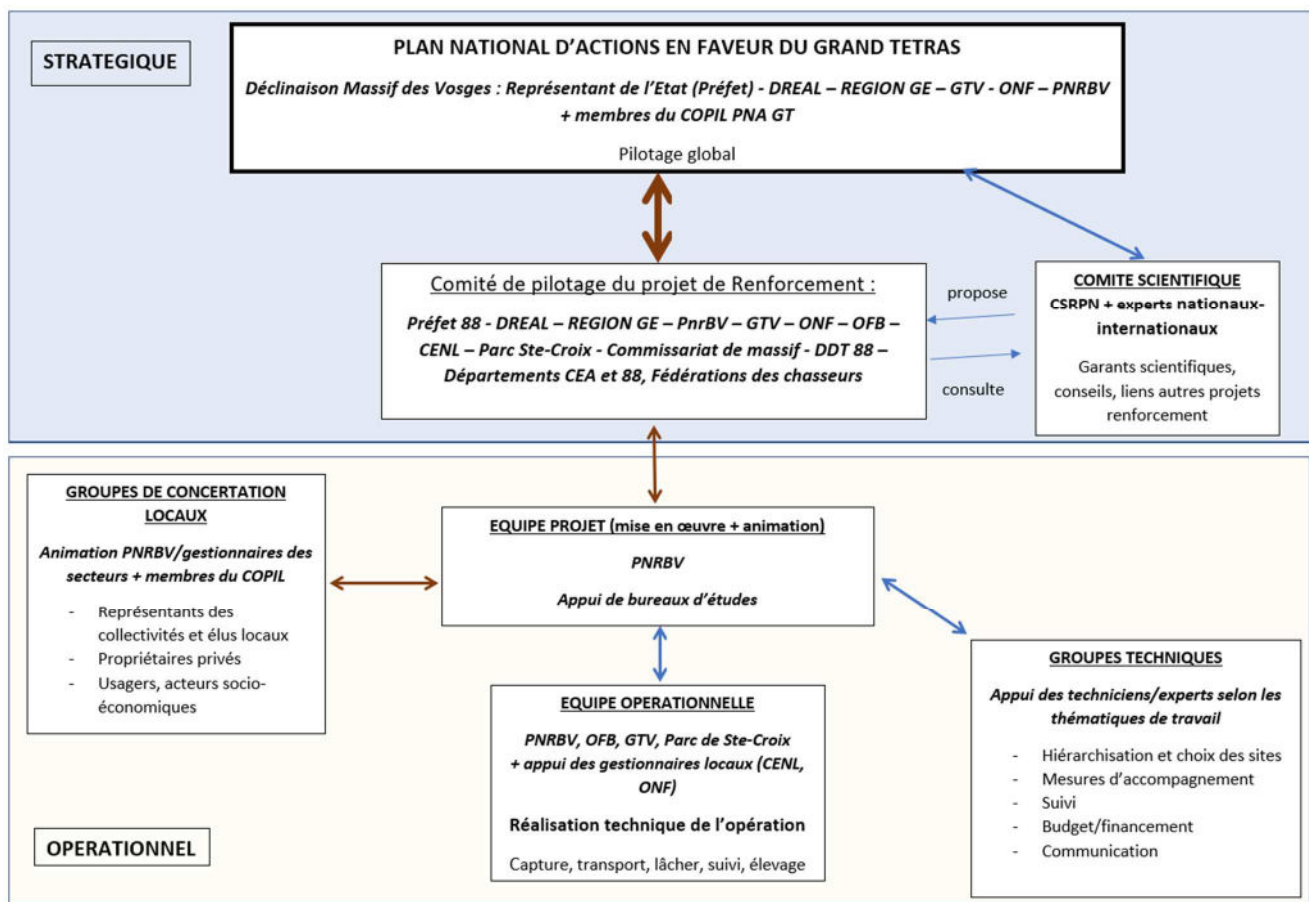 STRATEGIQUE
PLAN NATIONAL D'ACTIONS EN FAVEUR DU GRAND TETRAS
Déclinaison Massif des Vosges : Représentant de l'Etat (Préfet) - DREAL – REGION GE – GTV - ONF – PNRBV
+ membres du COPIL PNA GT
Pilotage global
Comité de pilotage du projet de Renforcement :
Préfet 88 - DREAL – REGION GE – PnrBV – GTV – ONF – OFB –
CENL – Parc Ste-Croix - Commissariat de massif - DDT 88 –
Départements CEA et 88, Fédérations des chasseurs
propose
consulte
COMITE SCIENTIFIQUE
CSRPN + experts nationaux-
internationaux
Garants scientifiques,
conseils, liens autres projets
renforcement
GROUPES DE CONCERTATION
LOCAUX
Animation PNRBV/gestionnaires des
secteurs + membres du COPIL
- Représentants des
collectivités et élus locaux
- Propriétaires privés
- Usagers, acteurs socio-
économiques
EQUIPE PROJET (mise en œuvre + animation)
PNRBV
Appui de bureaux d'études
EQUIPE OPERATIONNELLE
PNRBV, OFB, GTV, Parc de Ste-Croix
+ appui des gestionnaires locaux (CENL,
ONF)
Réalisation technique de l'opération
Capture, transport, lâcher, suivi, élevage
GROUPES TECHNIQUES
Appui des techniciens/experts selon les
thématiques de travail
- Hiérarchisation et choix des sites
- Mesures d'accompagnement
- Suivi
- Budget/financement
- Communication
OPERATIONNEL